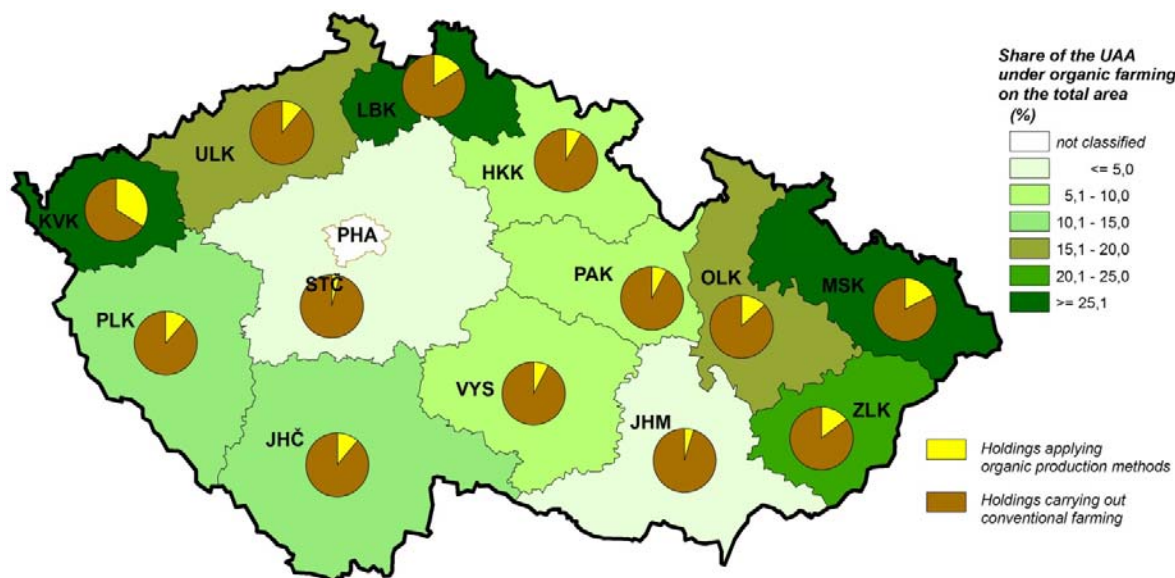 Share of the UAA
under organic farming
on the total area
(%)
not classified
<= 5,0
5,1 - 10,0
10,1 - 15,0
15,1 - 20,0
20,1 - 25,0
>= 25,1
LBK
ULK
HKK
KVK
PHA
STČ
PAK
OLK
MSK
PLK
VYS
ZLK
JHČ
JHM
Holdings applying
organic production methods
Holdings carrying out
conventional farming